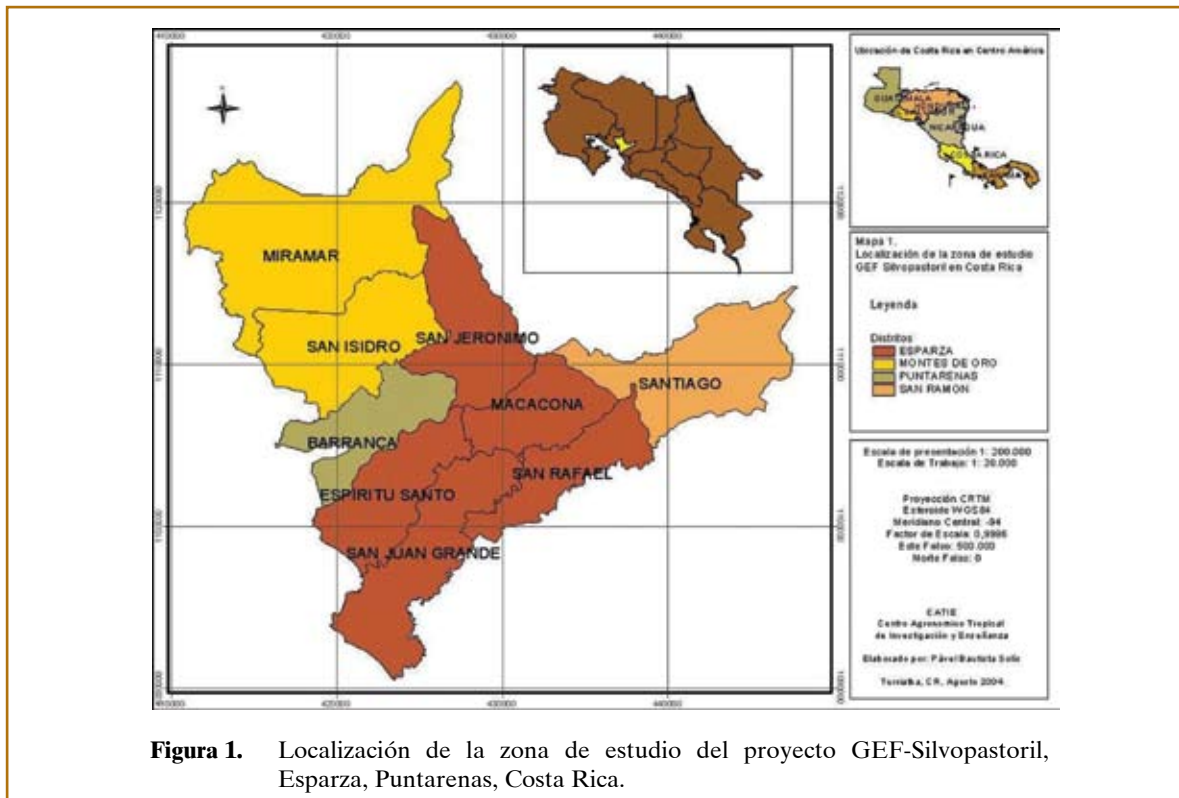 Ubicación de Costa Rica en Centro América
GUATEMALA
NICARAGUA
COSTA RICA
MIRAMAR
SAN ISIDRO
SAN JERONIMO
SANTIAGO
MACACONA
BARRANCA
SAN RAFAEL
ESPIRITU SANTO
SAN JUAN GRANDE
Mapa 1.
Localización de la zona de estudio
GEF Silvopastoril en Costa Rica
Leyenda
Distritos
ESPARZA
MONTES DE ORO
PUNTARENAS
SAN RAMON
Escala de presentación 1: 200.000
Escala de Trabajo: 1: 20.000
Proyección CRTM
Esferoide WGS84
Meridiano Central: -84
Factor de Escala: 0,9996
Este Falso: 500.000
Norte Falso: 0
CATIE
Centro Agronomico Tropical
de Investigación y Enseñanza
Elaborado por: Pável Bautista Solís
Turrialba, CR, Agosto 2004
Figura 1. Localización de la zona de estudio del proyecto GEF-Silvopastoril,
Esparza, Puntarenas, Costa Rica.